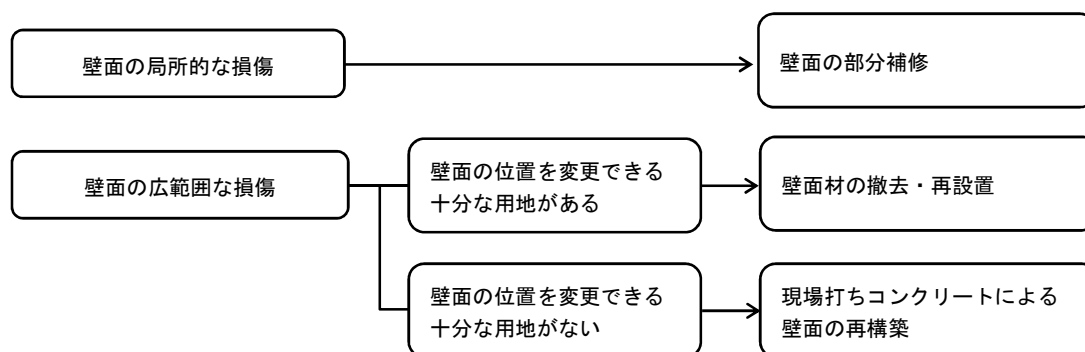 壁面の局所的な損傷
壁面の部分補修
壁面の広範囲な損傷
壁面の位置を変更できる
十分な用地がある
壁面材の撤去・再設置
壁面の位置を変更できる
十分な用地がない
現場打ちコンクリートによる
壁面の再構築